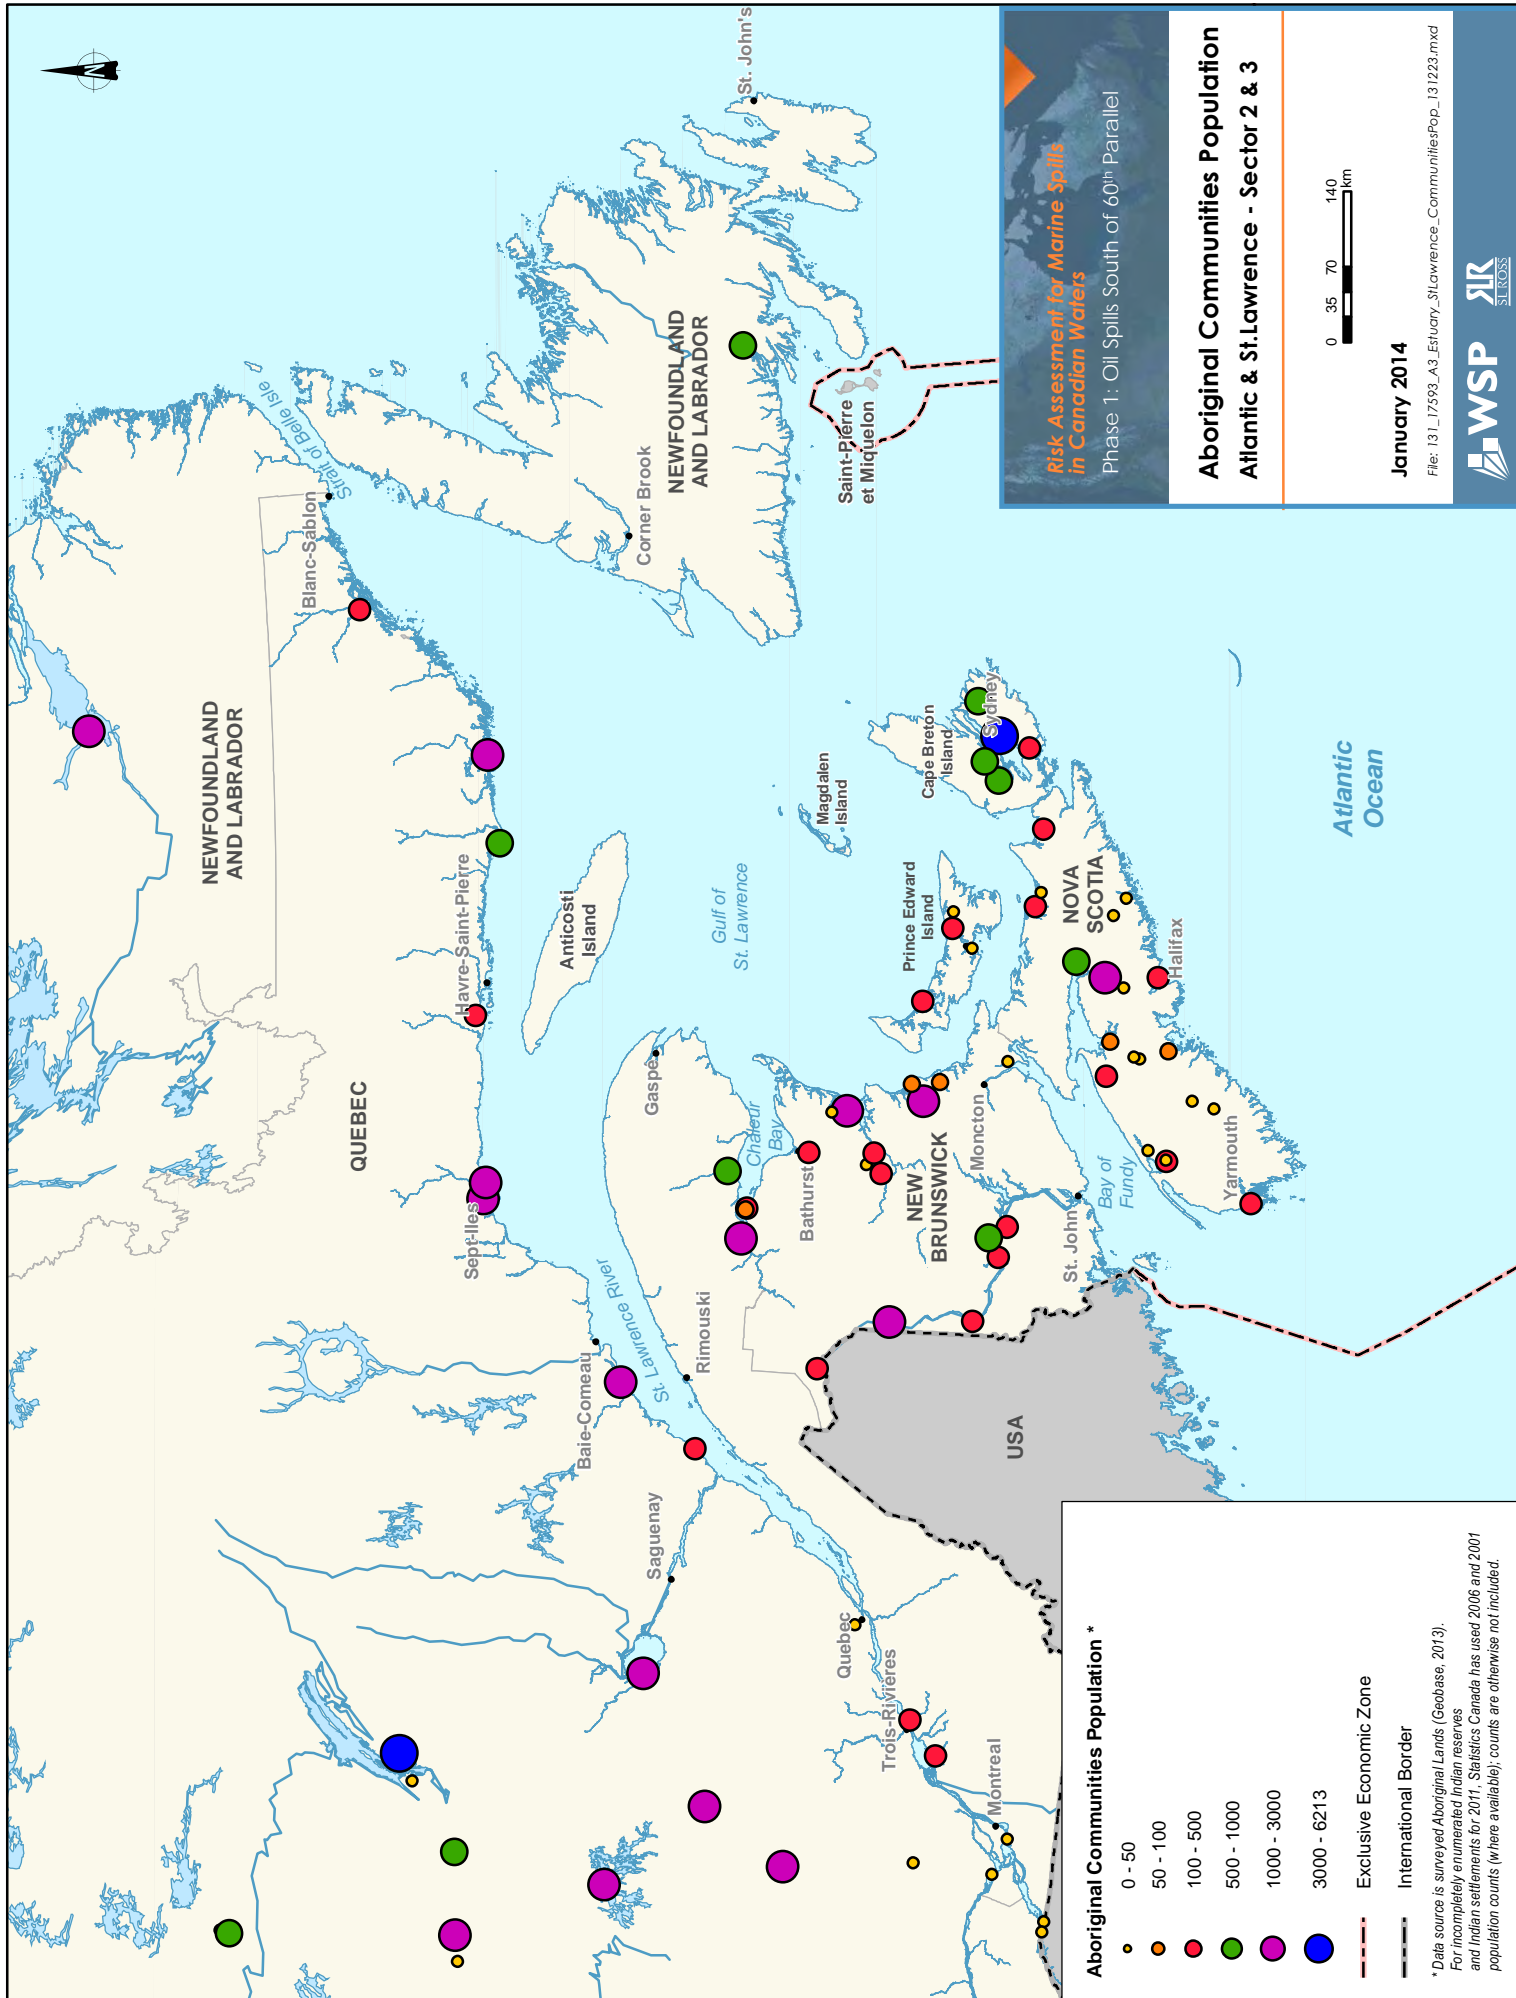 N
St. John's
Strait of Belle Isle
Blanc-Sablon
NEWFOUNDLAND
AND LABRADOR
Corner Brook
NEWFOUNDLAND
AND LABRADOR
Saint-Pierre
et Miquelon
Havre-Saint-Pierre
Anticosti
Island
Gulf of
St. Lawrence
Magdalen
Island
Cape Breton
Island
Sydney
Prince Edward
Island
NOVA
SCOTIA
Halifax
Atlantic
Ocean
QUEBEC
Sept-Iles
Gaspé
Chaleur
Bay
Bathurst
NEW
BRUNSWICK
Moncton
St. John
Bay of
Fundy
Yarmouth
Baie-Comeau
St. Lawrence River
Rimouski
USA
Saguenay
Quebec
Trois-Rivieres
Montreal
Risk Assessment for Marine Spills
in Canadian Waters
Phase 1: Oil Spills South of 60th Parallel
Aboriginal Communities Population
Atlantic & St.Lawrence - Sector 2 & 3
0 35 70 140
km
January 2014
File: 131_17593_A3_Estuary_StLawrence_CommunitiesPop_131223.mxd
WSP
SLR
SL ROSS
Aboriginal Communities Population *
0 - 50
50 - 100
100 - 500
500 - 1000
1000 - 3000
3000 - 6213
Exclusive Economic Zone
International Border
* Data source is surveyed Aboriginal Lands (Geobase, 2013).
For incompletely enumerated Indian reserves
and Indian settlements for 2011, Statistics Canada has used 2006 and 2001
population counts (where available); counts are otherwise not included.